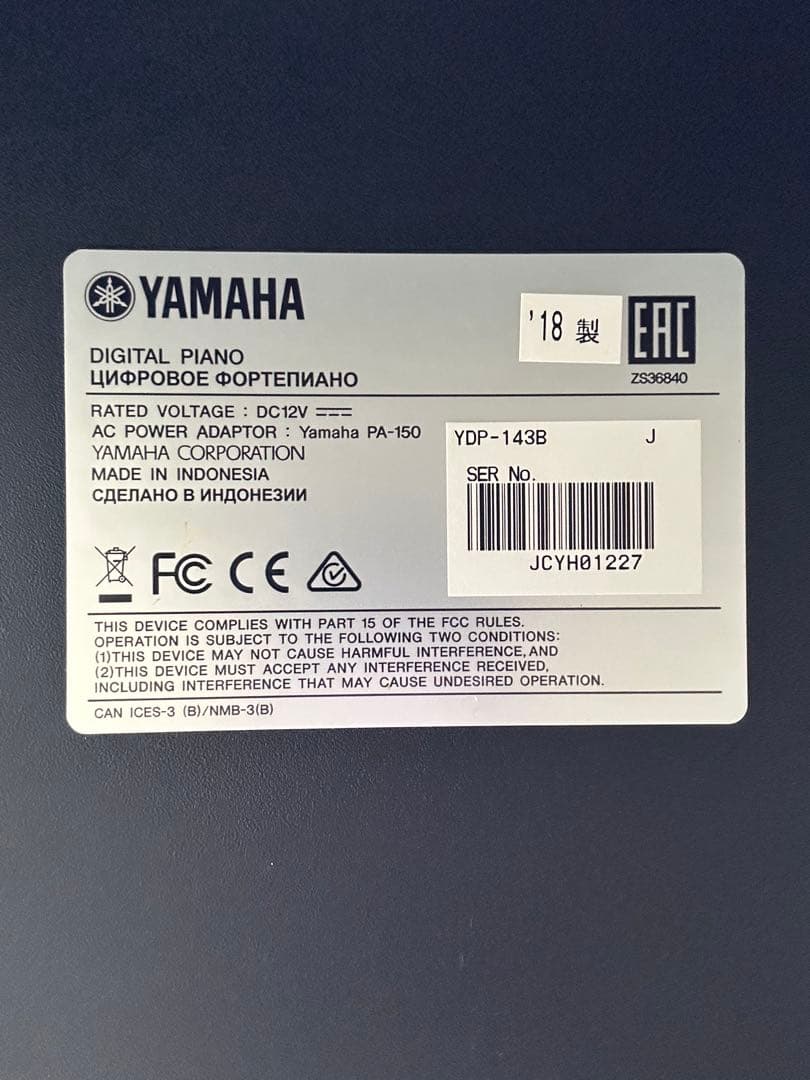 YAMAHA
'18 製
EAC
ZS36840
DIGITAL PIANO
ЦИФРОВОЕ ФОРТЕПИАНО
RATED VOLTAGE : DC12V
AC POWER ADAPTOR : Yamaha PA-150
YAMAHA CORPORATION
MADE IN INDONESIA
СДЕЛАНО В ИНДОНЕЗИИ
YDP-143B J
SER No.
JCYH01227
FC CE
THIS DEVICE COMPLIES WITH PART 15 OF THE FCC RULES.
OPERATION IS SUBJECT TO THE FOLLOWING TWO CONDITIONS:
(1)THIS DEVICE MAY NOT CAUSE HARMFUL INTERFERENCE,AND
(2)THIS DEVICE MUST ACCEPT ANY INTERFERENCE RECEIVED,
INCLUDING INTERFERENCE THAT MAY CAUSE UNDESIRED OPERATION.
CAN ICES-3 (B)/NMB-3(B)